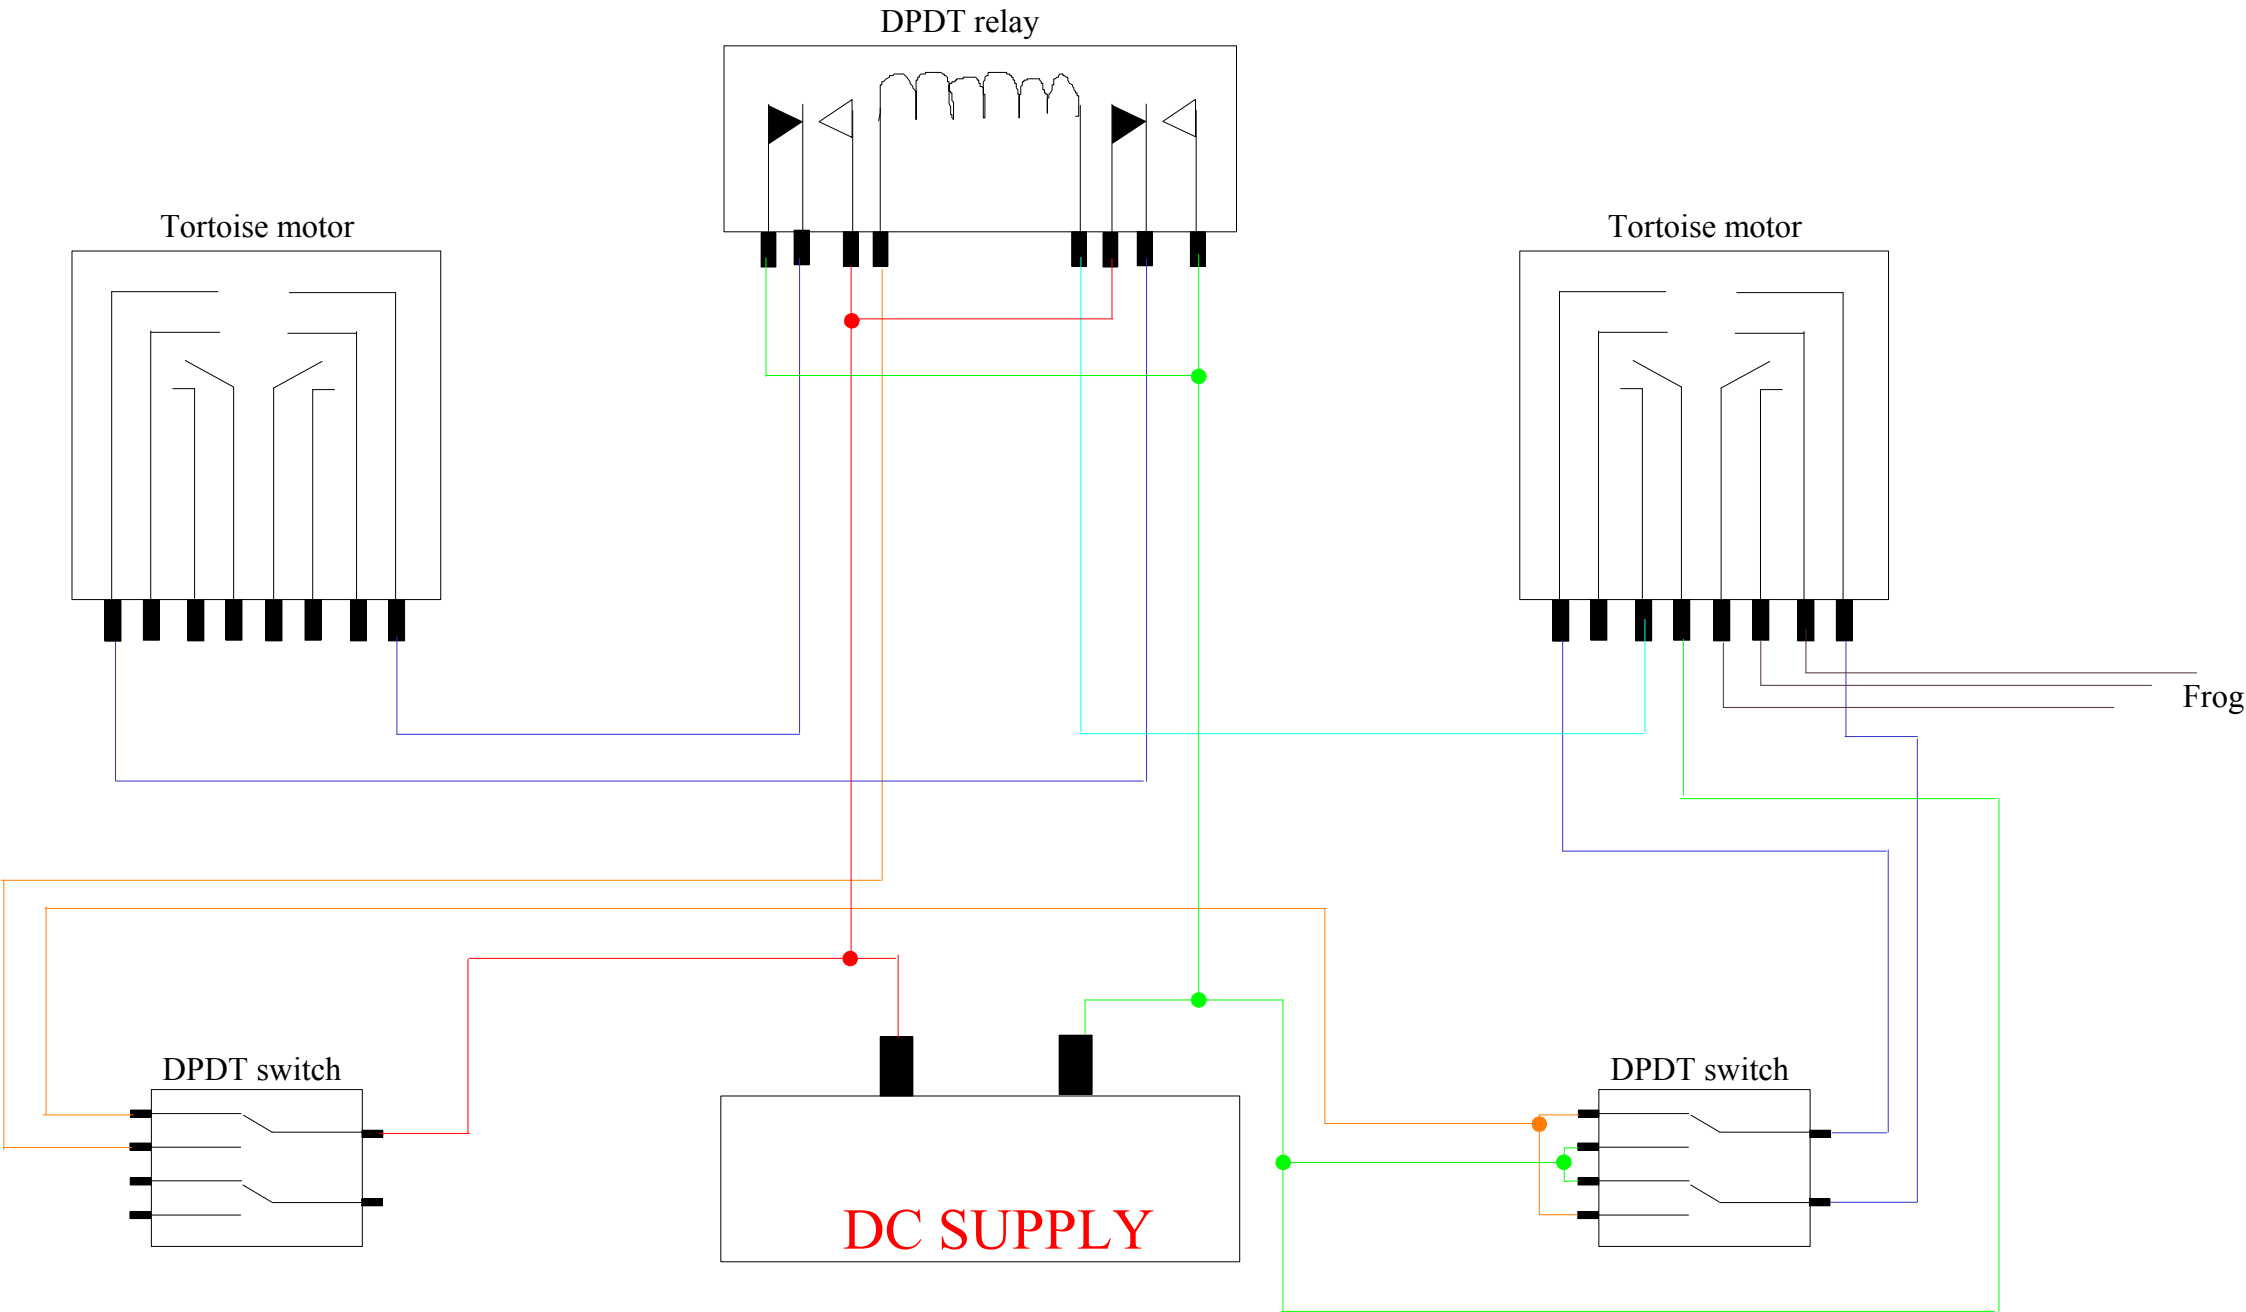 DPDT relay
Tortoise motor
Tortoise motor
Frog
DPDT switch
DPDT switch
DC SUPPLY